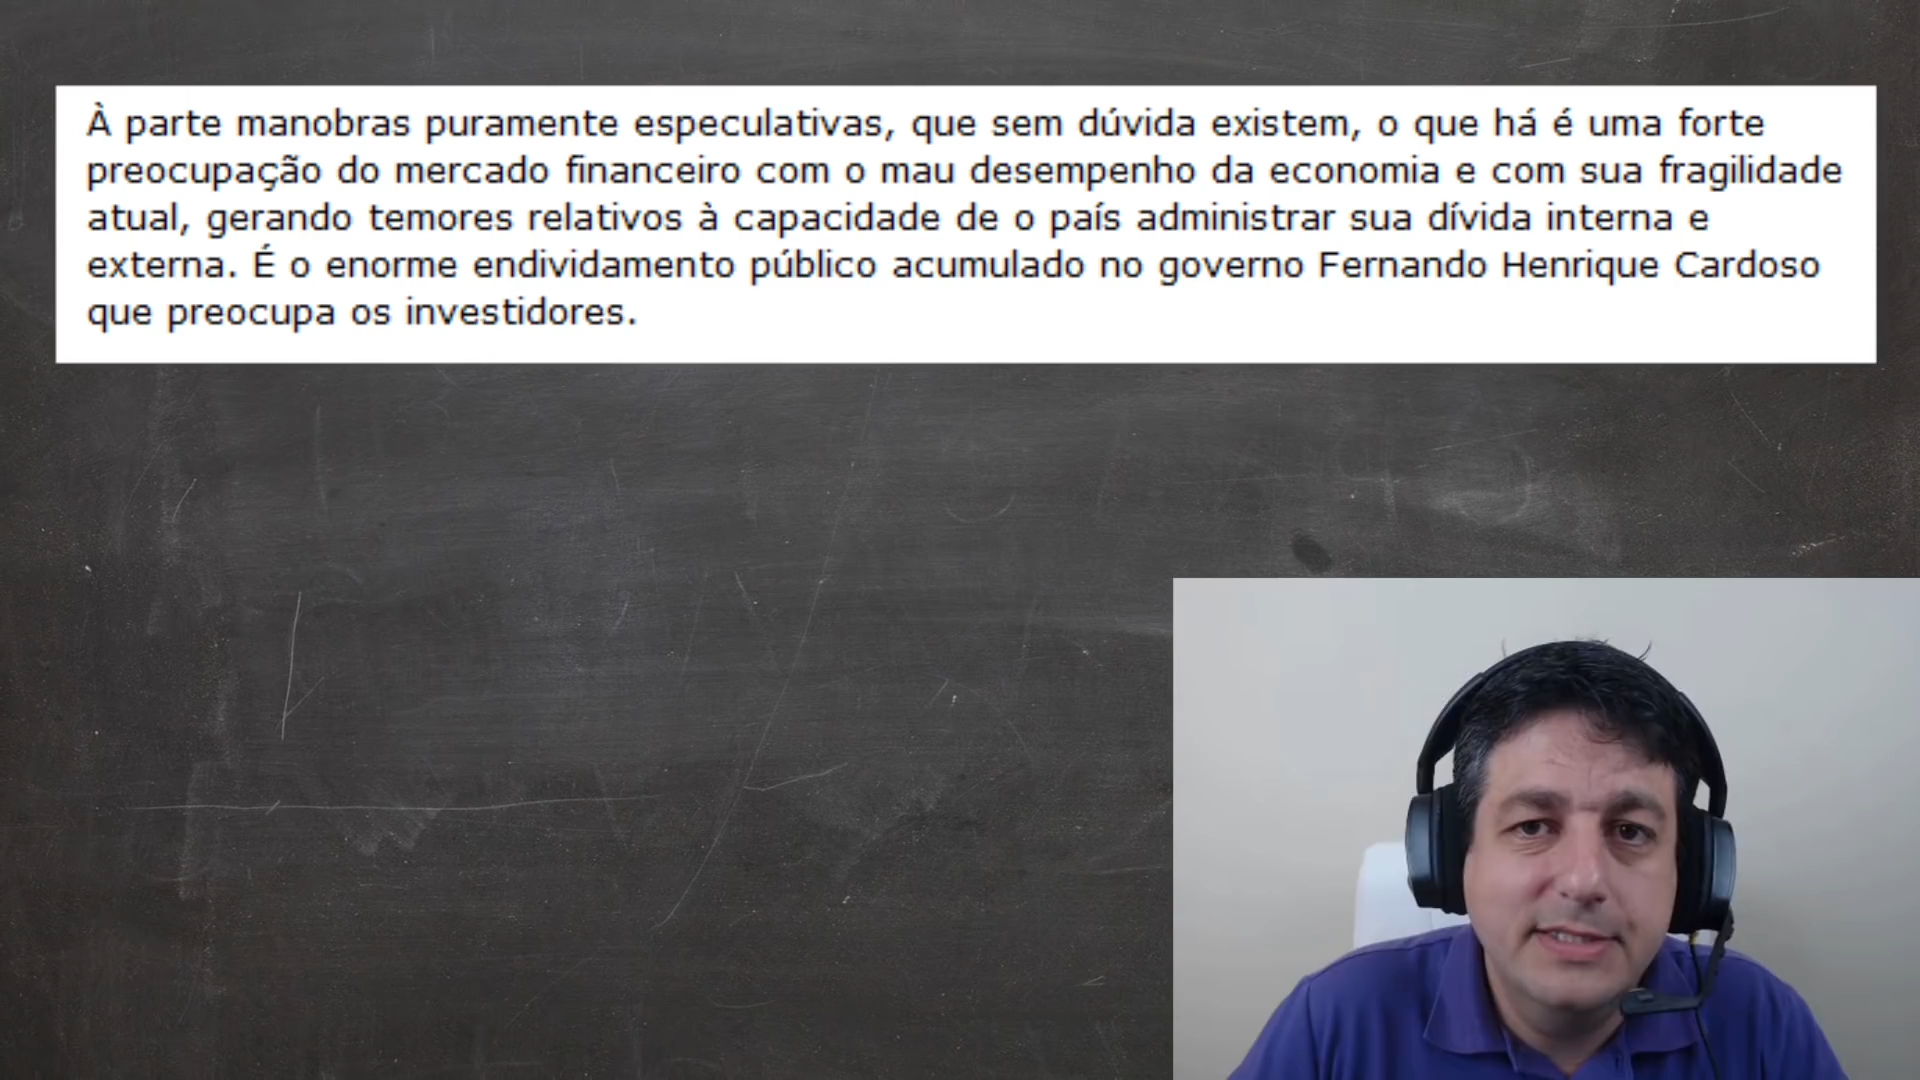 À parte manobras puramente especulativas, que sem dúvida existem, o que há é uma forte
preocupação do mercado financeiro com o mau desempenho da economia e com sua fragilidade
atual, gerando temores relativos à capacidade de o país administrar sua dívida interna e
externa. É o enorme endividamento público acumulado no governo Fernando Henrique Cardoso
que preocupa os investidores.